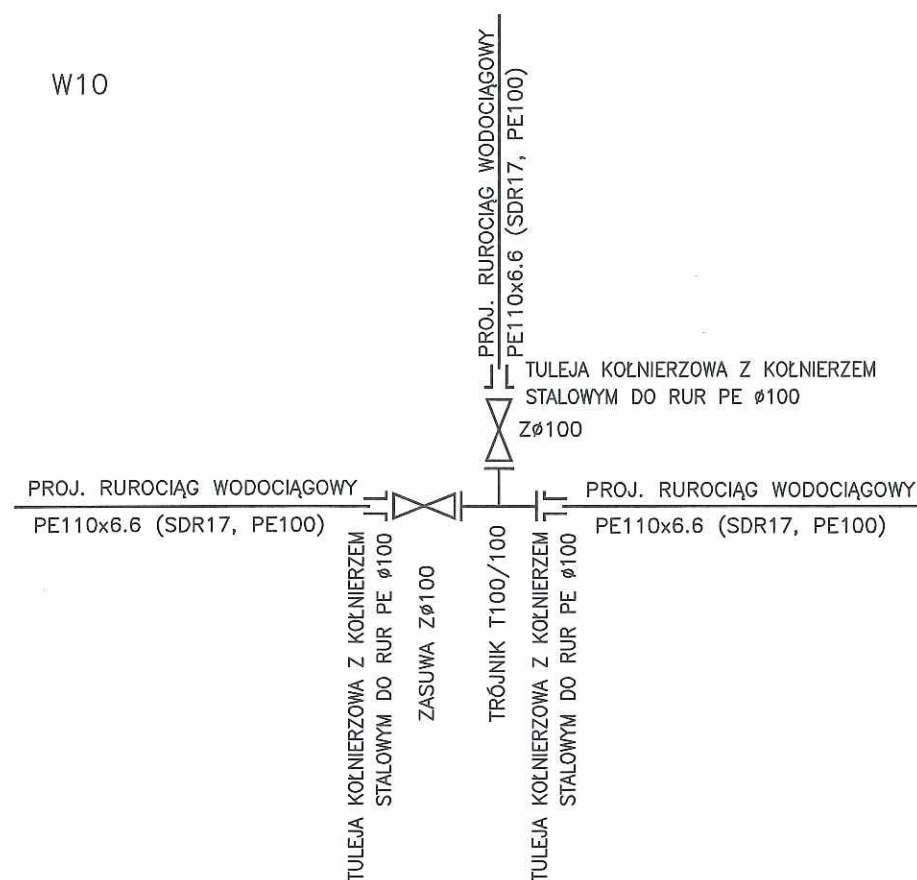 W10
PROJ. RUROCIĄG WODOCIĄGOWY
PE110x6.6 (SDR17, PE100)
TULEJA KOŁNIERZOWA Z KOŁNIERZEM
STALOWYM DO RUR PE ø100
Zø100
PROJ. RUROCIĄG WODOCIĄGOWY
PE110x6.6 (SDR17, PE100)
PROJ. RUROCIĄG WODOCIĄGOWY
PE110x6.6 (SDR17, PE100)
TULEJA KOŁNIERZOWA Z KOŁNIERZEM
STALOWYM DO RUR PE ø100
ZASUWA Zø100
TRÓJNIK T100/100
TULEJA KOŁNIERZOWA Z KOŁNIERZEM
STALOWYM DO RUR PE ø100